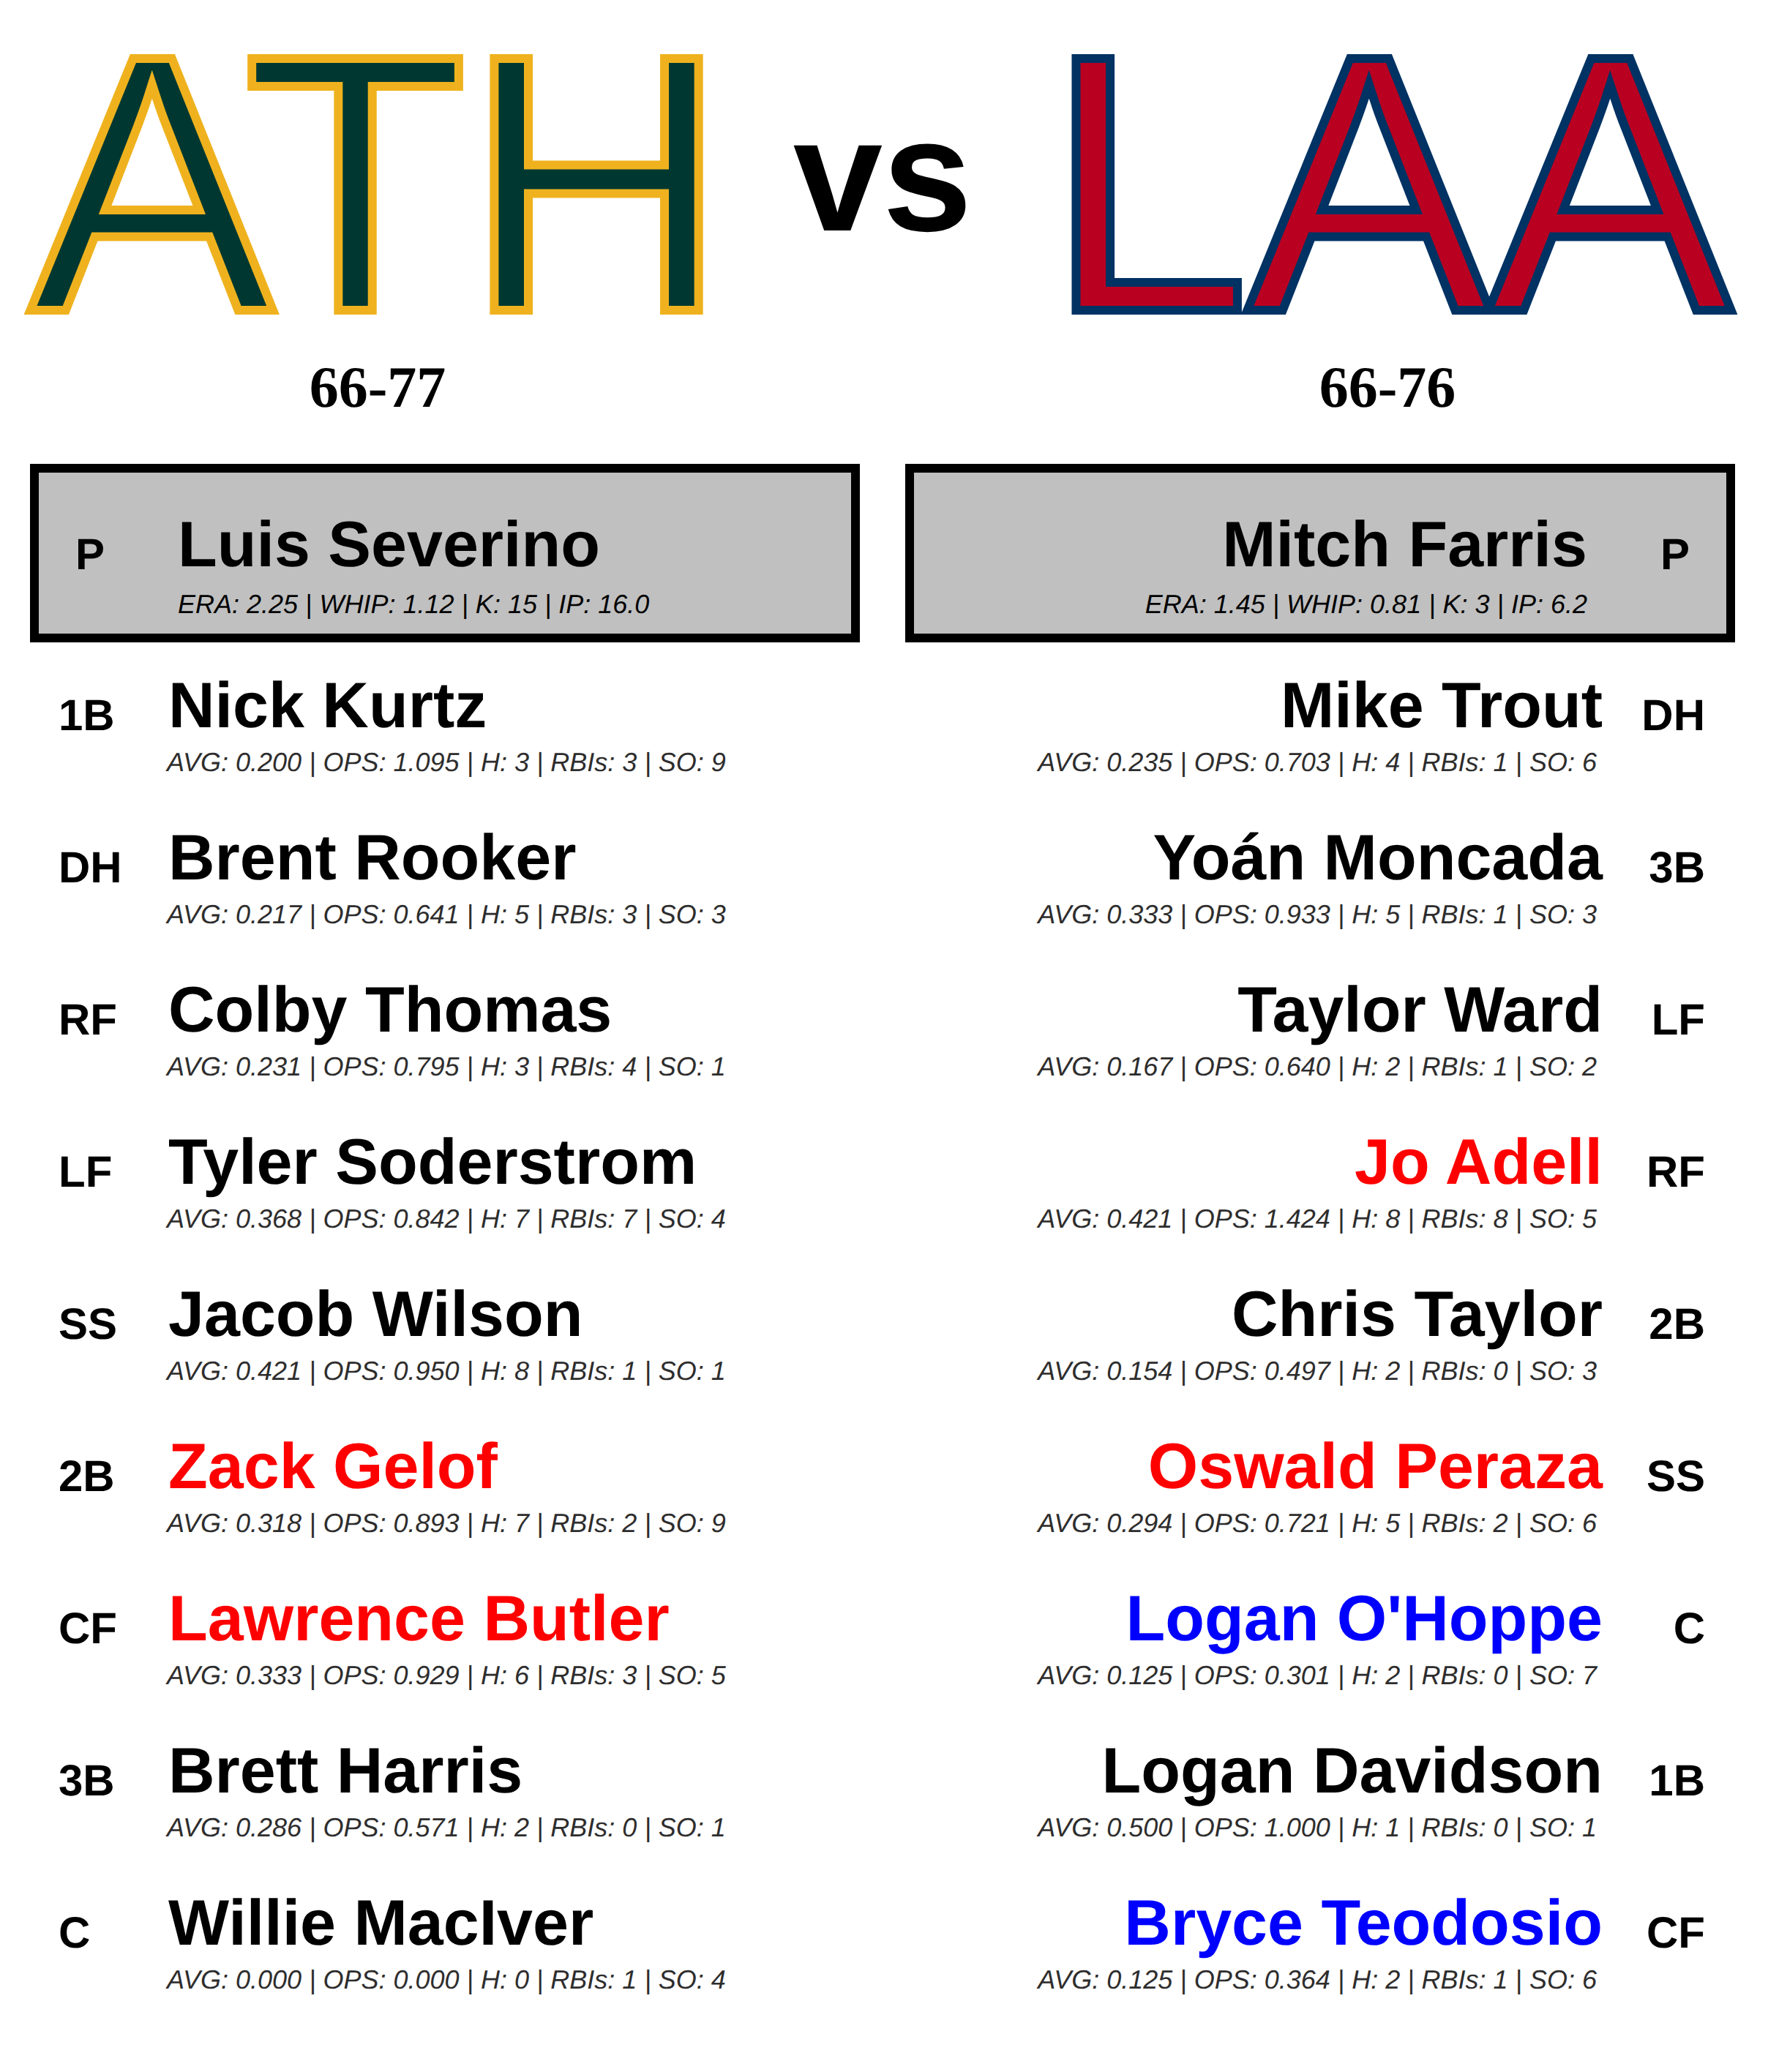 ATH vs LAA
66-77 66-76
P Luis Severino
ERA: 2.25 | WHIP: 1.12 | K: 15 | IP: 16.0
Mitch Farris P
ERA: 1.45 | WHIP: 0.81 | K: 3 | IP: 6.2
1B Nick Kurtz
AVG: 0.200 | OPS: 1.095 | H: 3 | RBIs: 3 | SO: 9
DH Brent Rooker
AVG: 0.217 | OPS: 0.641 | H: 5 | RBIs: 3 | SO: 3
RF Colby Thomas
AVG: 0.231 | OPS: 0.795 | H: 3 | RBIs: 4 | SO: 1
LF Tyler Soderstrom
AVG: 0.368 | OPS: 0.842 | H: 7 | RBIs: 7 | SO: 4
SS Jacob Wilson
AVG: 0.421 | OPS: 0.950 | H: 8 | RBIs: 1 | SO: 1
2B Zack Gelof
AVG: 0.318 | OPS: 0.893 | H: 7 | RBIs: 2 | SO: 9
CF Lawrence Butler
AVG: 0.333 | OPS: 0.929 | H: 6 | RBIs: 3 | SO: 5
3B Brett Harris
AVG: 0.286 | OPS: 0.571 | H: 2 | RBIs: 0 | SO: 1
C Willie MacIver
AVG: 0.000 | OPS: 0.000 | H: 0 | RBIs: 1 | SO: 4
Mike Trout DH
AVG: 0.235 | OPS: 0.703 | H: 4 | RBIs: 1 | SO: 6
Yoán Moncada 3B
AVG: 0.333 | OPS: 0.933 | H: 5 | RBIs: 1 | SO: 3
Taylor Ward LF
AVG: 0.167 | OPS: 0.640 | H: 2 | RBIs: 1 | SO: 2
Jo Adell RF
AVG: 0.421 | OPS: 1.424 | H: 8 | RBIs: 8 | SO: 5
Chris Taylor 2B
AVG: 0.154 | OPS: 0.497 | H: 2 | RBIs: 0 | SO: 3
Oswald Peraza SS
AVG: 0.294 | OPS: 0.721 | H: 5 | RBIs: 2 | SO: 6
Logan O'Hoppe C
AVG: 0.125 | OPS: 0.301 | H: 2 | RBIs: 0 | SO: 7
Logan Davidson 1B
AVG: 0.500 | OPS: 1.000 | H: 1 | RBIs: 0 | SO: 1
Bryce Teodosio CF
AVG: 0.125 | OPS: 0.364 | H: 2 | RBIs: 1 | SO: 6